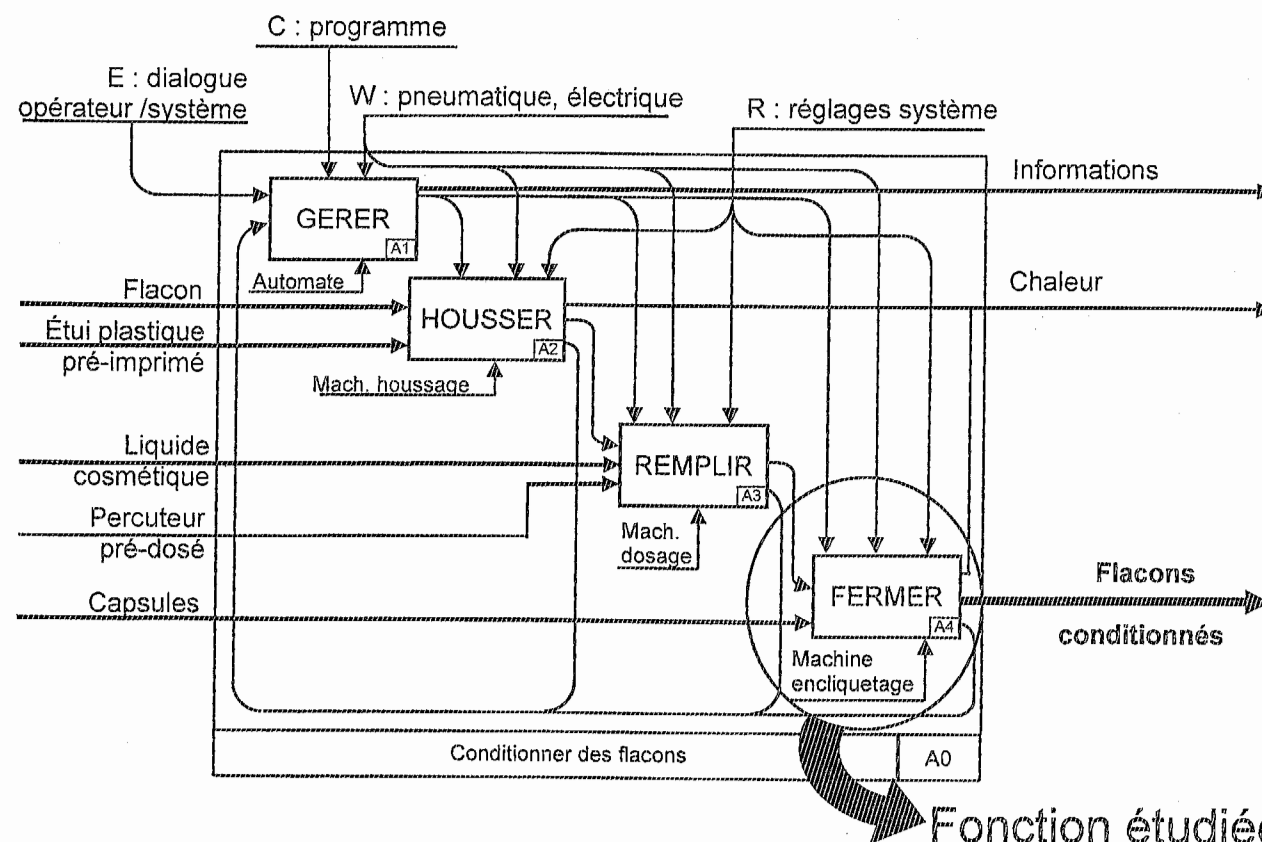 C : programme
E : dialogue
opérateur /système
W : pneumatique, électrique
R : réglages système
Informations
GERER
A1
Automate
Flacon
Chaleur
HOUSSER
A2
Étui plastique
pré-imprimé
Mach. houssage
Liquide
cosmétique
REMPLIR
A3
Percuteur
pré-dosé
Mach.
dosage
Capsules
FERMER
A4
Flacons
conditionnés
Machine
encliquetage
Conditionner des flacons
A0
Fonction étudiée